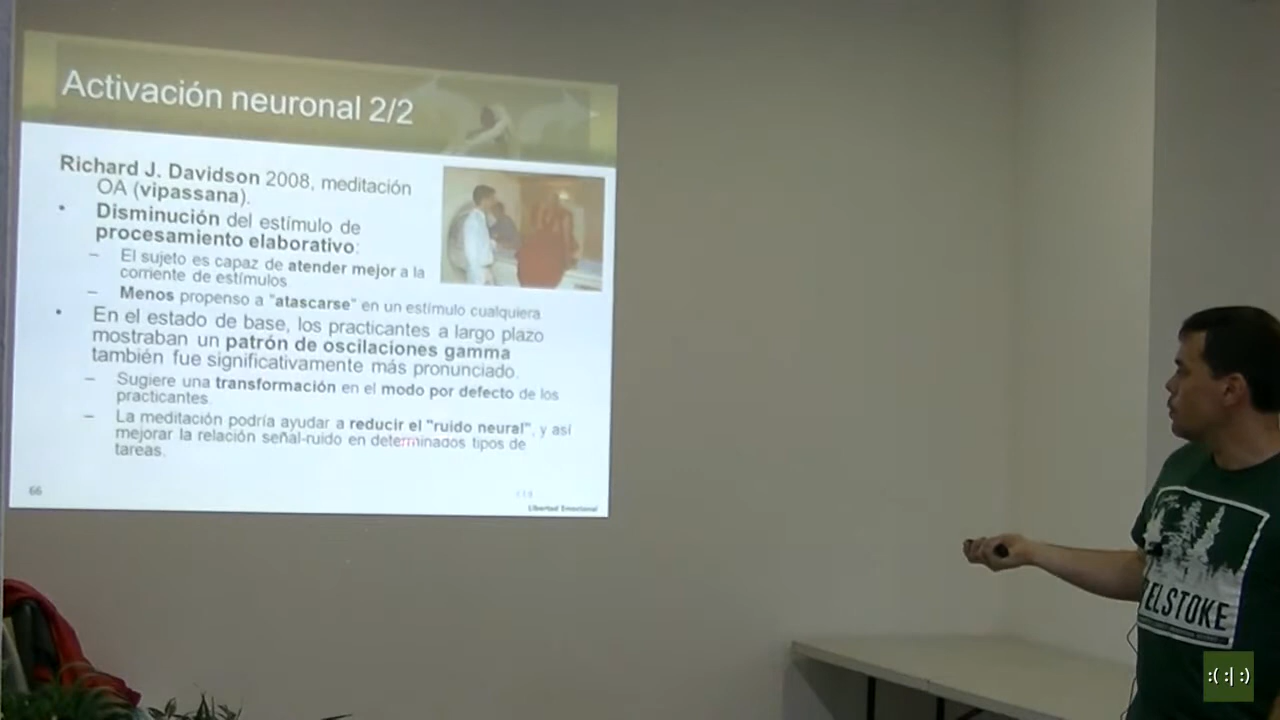 Activación neuronal 2/2
Richard J. Davidson 2008, meditación
OA (vipassana).
• Disminución del estímulo de
procesamiento elaborativo:
– El sujeto es capaz de atender mejor a la
corriente de estímulos
– Menos propenso a "atascarse" en un estímulo cualquiera
• En el estado de base, los practicantes a largo plazo
mostraban un patrón de oscilaciones gamma
también fue significativamente más pronunciado.
– Sugiere una transformación en el modo por defecto de los
practicantes.
– La meditación podría ayudar a reducir el "ruido neural", y así
mejorar la relación señal-ruido en determinados tipos de
tareas.
66
Libertad Emocional
ELSTOKE
:( :| :)